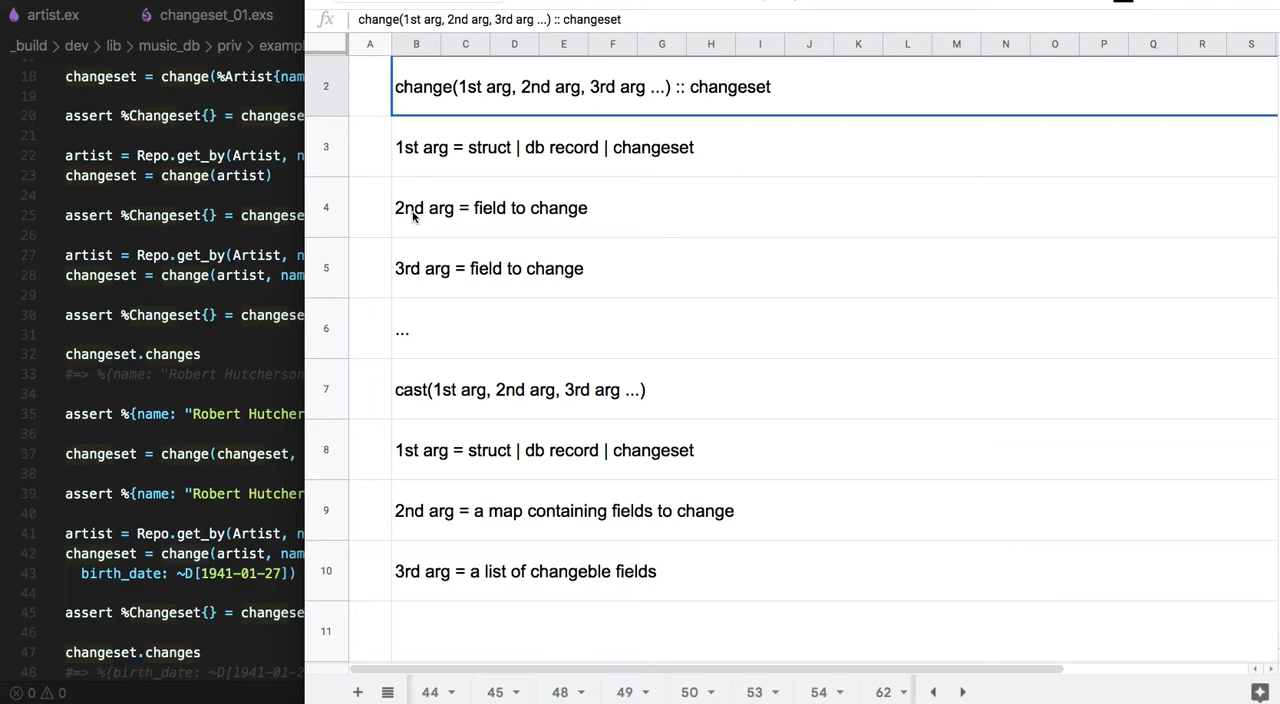 artist.ex changeset_01.exs
_build > dev > lib > music_db > priv > exampl
18 changeset = change(%Artist{nam
19
20 assert %Changeset{} = changese
21
22 artist = Repo.get_by(Artist, n
23 changeset = change(artist)
24
25 assert %Changeset{} = changese
26
27 artist = Repo.get_by(Artist, n
28 changeset = change(artist, nam
29
30 assert %Changeset{} = changese
31
32 changeset.changes
33 #=> %{name: "Robert Hutcherson
34
35 assert %{name: "Robert Hutcher
36
37 changeset = change(changeset,
38
39 assert %{name: "Robert Hutcher
40
41 artist = Repo.get_by(Artist, n
42 changeset = change(artist, nam
43 birth_date: ~D[1941-01-27])
44
45 assert %Changeset{} = changese
46
47 changeset.changes
48 #=> %{birth_date: ~D[1941-01-2
0 0
fx change(1st arg, 2nd arg, 3rd arg ...) :: changeset
A B C D E F G H I J K L M N O P Q R S
2 change(1st arg, 2nd arg, 3rd arg ...) :: changeset
3 1st arg = struct | db record | changeset
4 2nd arg = field to change
5 3rd arg = field to change
6 ...
7 cast(1st arg, 2nd arg, 3rd arg ...)
8 1st arg = struct | db record | changeset
9 2nd arg = a map containing fields to change
10 3rd arg = a list of changeble fields
11
+ 44 45 48 49 50 53 54 62